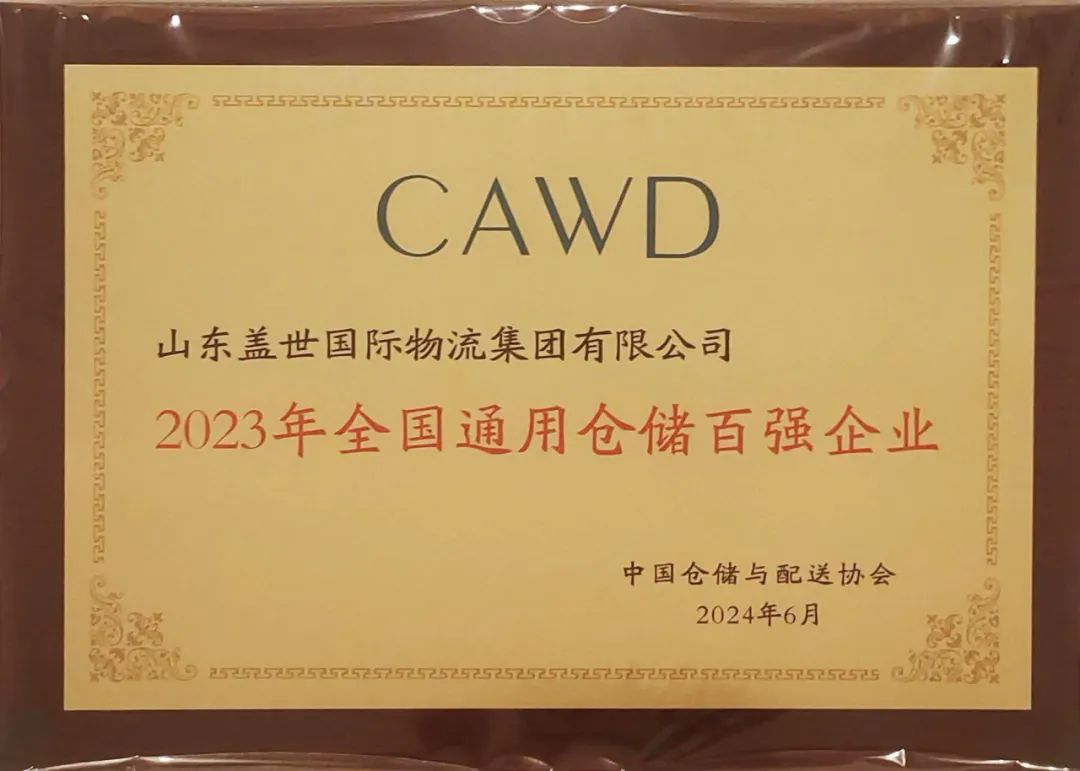 CAWD
山东盖世国际物流集团有限公司
2023年全国通用仓储百强企业
中国仓储与配送协会
2024年6月